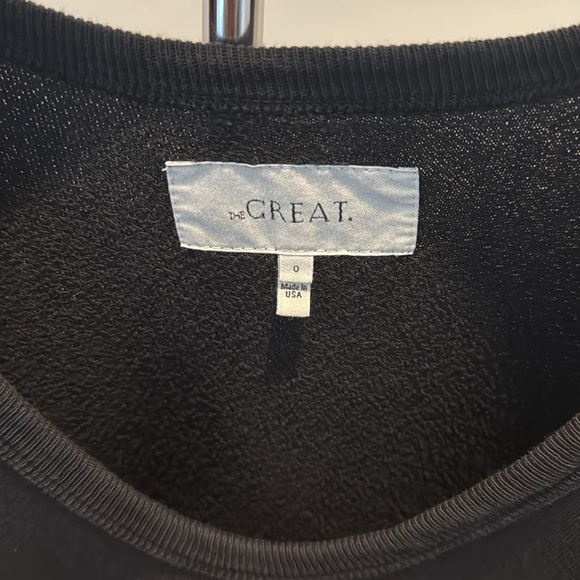 THE GREAT.
0
Made In
USA